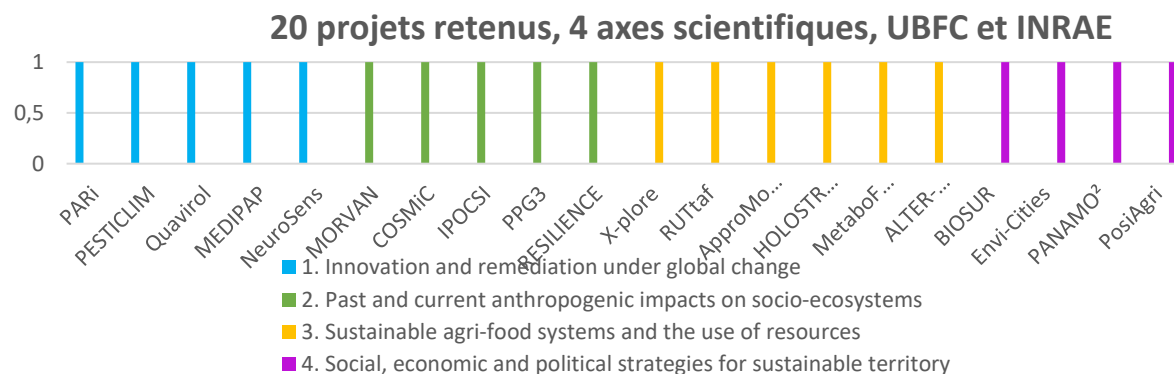 20 projets retenus, 4 axes scientifiques, UBFC et INRAE
1
0,5
0
PARi
PESTICLIM
Quavirol
MEDIPAP
NeuroSens
MORVAN
COSMiC
IPOCSI
PPG3
RESILIENCE
X-plore
RUTtaf
ApproMo...
HOLOSTR...
MetaboF...
ALTER-...
BIOSUR
Envi-Cities
PANAMO²
PosiAgri
1. Innovation and remediation under global change
2. Past and current anthropogenic impacts on socio-ecosystems
3. Sustainable agri-food systems and the use of resources
4. Social, economic and political strategies for sustainable territory